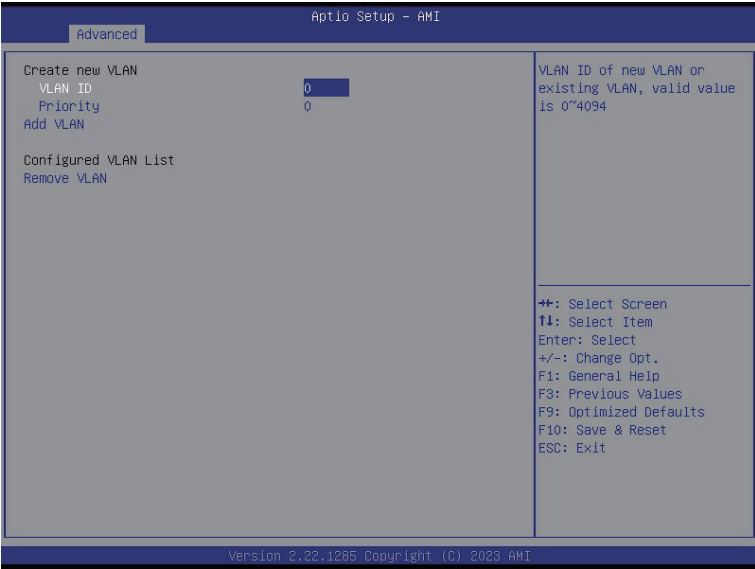 Aptio Setup – AMI
Advanced
Create new VLAN
VLAN ID 0
Priority 0
Add VLAN
Configured VLAN List
Remove VLAN
VLAN ID of new VLAN or
existing VLAN, valid value
is 0~4094
→←: Select Screen
↑↓: Select Item
Enter: Select
+/-: Change Opt.
F1: General Help
F3: Previous Values
F9: Optimized Defaults
F10: Save & Reset
ESC: Exit
Version 2.22.1285 Copyright (C) 2023 AMI